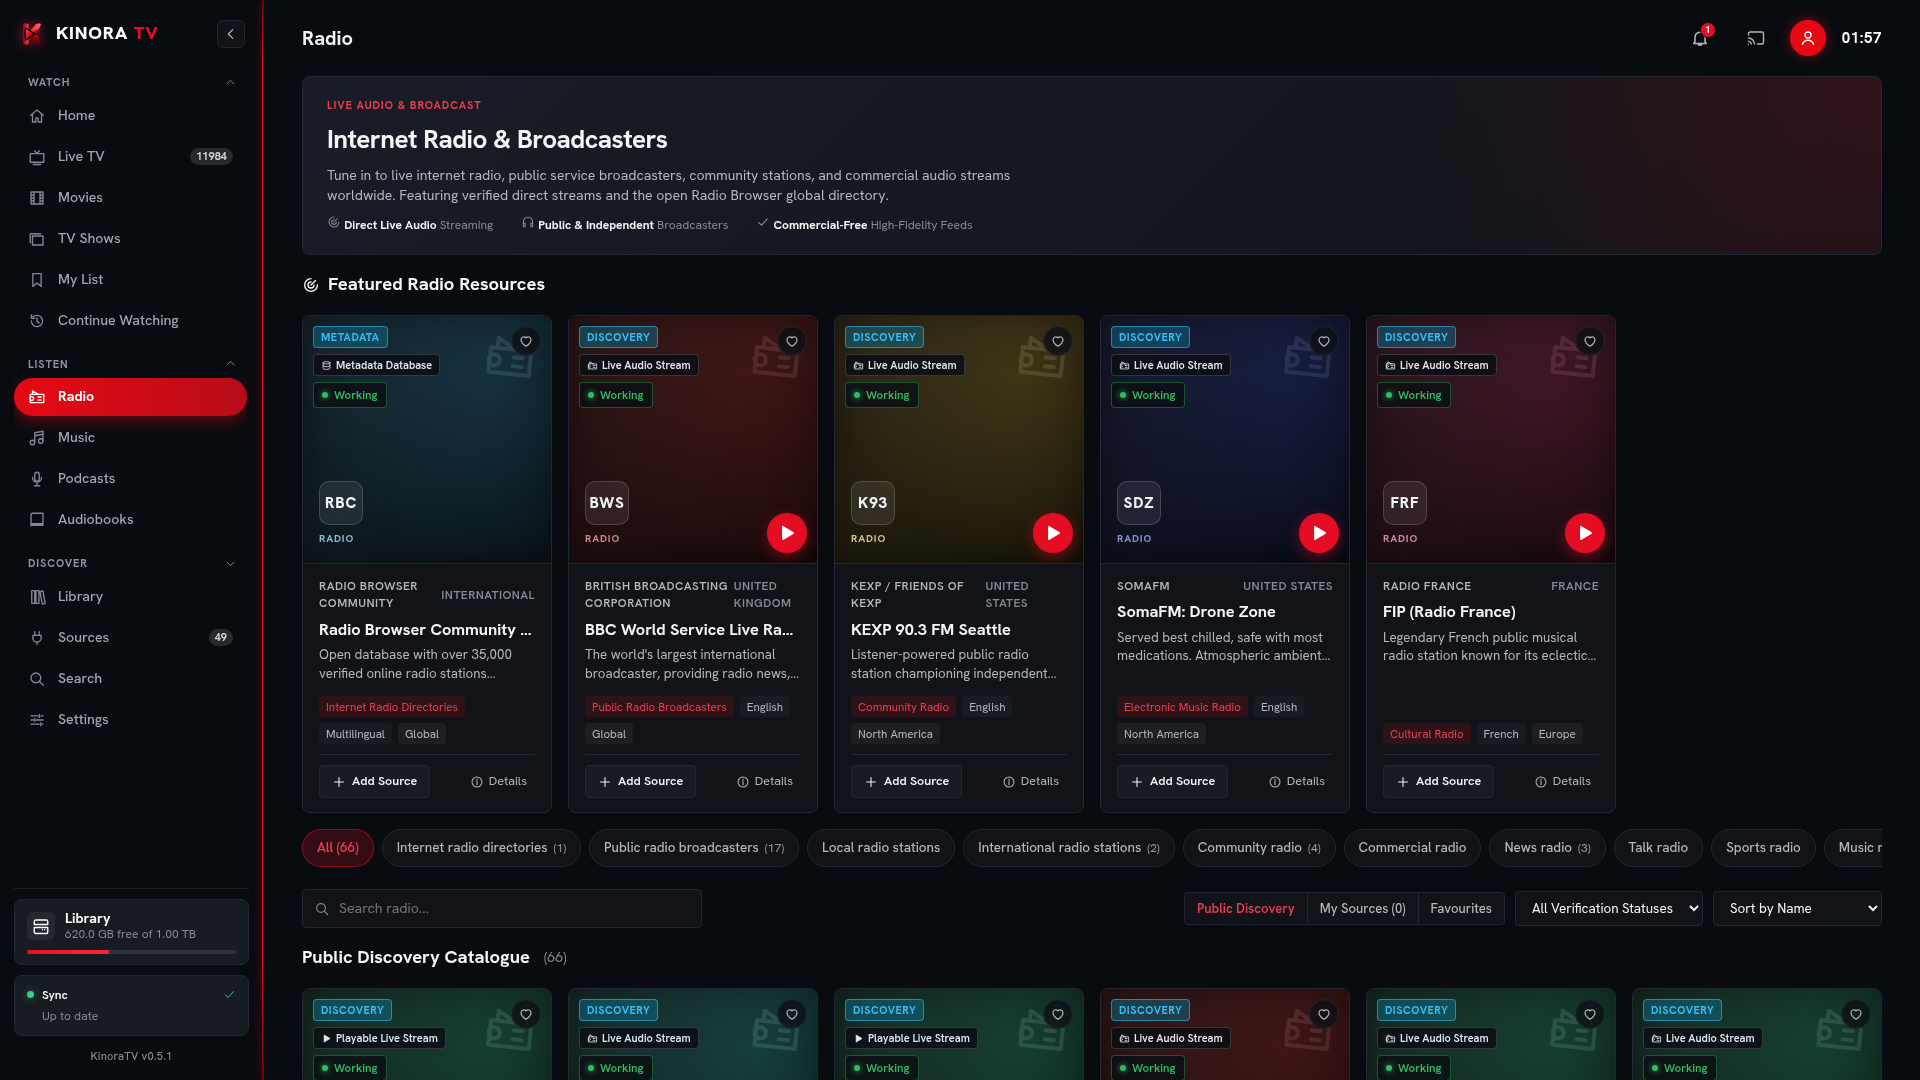 KINORA TV
WATCH
Home
Live TV
11984
Movies
TV Shows
My List
Continue Watching
LISTEN
Radio
Music
Podcasts
Audiobooks
DISCOVER
Library
Sources
49
Search
Settings
Library
620.0 GB free of 1.00 TB
Sync
Up to date
KinoraTV v0.5.1
Radio
1
01:57
LIVE AUDIO & BROADCAST
Internet Radio & Broadcasters
Tune in to live internet radio, public service broadcasters, community stations, and commercial audio streams
worldwide. Featuring verified direct streams and the open Radio Browser global directory.
Direct Live Audio Streaming
Public & Independent Broadcasters
Commercial-Free High-Fidelity Feeds
Featured Radio Resources
METADATA
Metadata Database
Working
RBC
RADIO
RADIO BROWSER
COMMUNITY
INTERNATIONAL
Radio Browser Community ...
Open database with over 35,000
verified online radio stations...
Internet Radio Directories
Multilingual
Global
Add Source
Details
DISCOVERY
Live Audio Stream
Working
BWS
RADIO
BRITISH BROADCASTING
CORPORATION
UNITED
KINGDOM
BBC World Service Live Ra...
The world's largest international
broadcaster, providing radio news,...
Public Radio Broadcasters
English
Global
Add Source
Details
DISCOVERY
Live Audio Stream
Working
K93
RADIO
KEXP / FRIENDS OF
KEXP
UNITED
STATES
KEXP 90.3 FM Seattle
Listener-powered public radio
station championing independent...
Community Radio
English
North America
Add Source
Details
DISCOVERY
Live Audio Stream
Working
SDZ
RADIO
SOMAFM
UNITED STATES
SomaFM: Drone Zone
Served best chilled, safe with most
medications. Atmospheric ambient...
Electronic Music Radio
English
North America
Add Source
Details
DISCOVERY
Live Audio Stream
Working
FRF
RADIO
RADIO FRANCE
FRANCE
FIP (Radio France)
Legendary French public musical
radio station known for its eclectic...
Cultural Radio
French
Europe
Add Source
Details
All (66)
Internet radio directories (1)
Public radio broadcasters (17)
Local radio stations
International radio stations (2)
Community radio (4)
Commercial radio
News radio (3)
Talk radio
Sports radio
Music r
Search radio...
Public Discovery
My Sources (0)
Favourites
All Verification Statuses
Sort by Name
Public Discovery Catalogue (66)
DISCOVERY
Playable Live Stream
Working
DISCOVERY
Live Audio Stream
Working
DISCOVERY
Playable Live Stream
Working
DISCOVERY
Live Audio Stream
Working
DISCOVERY
Live Audio Stream
Working
DISCOVERY
Live Audio Stream
Working